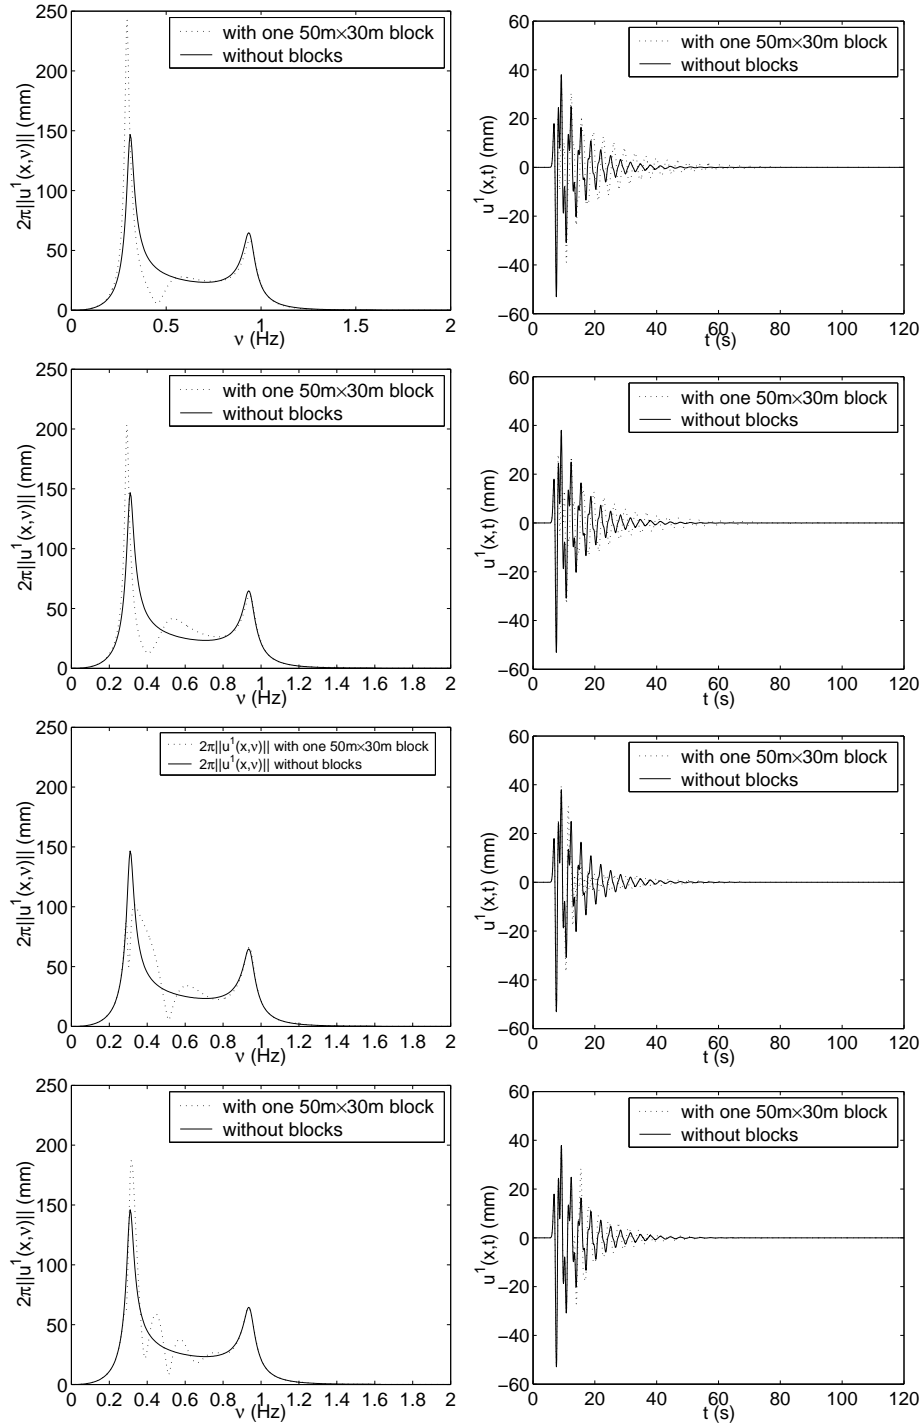 250
200
150
100
50
0
2π||u¹(x,ν)|| (mm)
with one 50m×30m block
without blocks
0 0.5 1 1.5 2
ν (Hz)
60
40
20
0
−20
−40
−60
u¹(x,t) (mm)
with one 50m×30m block
without blocks
0 20 40 60 80 100 120
t (s)
250
200
150
100
50
0
2π||u¹(x,ν)|| (mm)
with one 50m×30m block
without blocks
0 0.2 0.4 0.6 0.8 1 1.2 1.4 1.6 1.8 2
ν (Hz)
60
40
20
0
−20
−40
−60
u¹(x,t) (mm)
with one 50m×30m block
without blocks
0 20 40 60 80 100 120
t (s)
250
200
150
100
50
0
2π||u¹(x,ν)|| (mm)
2π||u¹(x,ν)|| with one 50m×30m block
2π||u¹(x,ν)|| without blocks
0 0.2 0.4 0.6 0.8 1 1.2 1.4 1.6 1.8 2
ν (Hz)
60
40
20
0
−20
−40
−60
u¹(x,t) (mm)
with one 50m×30m block
without blocks
0 20 40 60 80 100 120
t (s)
250
200
150
100
50
0
2π||u¹(x,ν)|| (mm)
with one 50m×30m block
without blocks
0 0.2 0.4 0.6 0.8 1 1.2 1.4 1.6 1.8 2
ν (Hz)
60
40
20
0
−20
−40
−60
u¹(x,t) (mm)
with one 50m×30m block
without blocks
0 20 40 60 80 100 120
t (s)